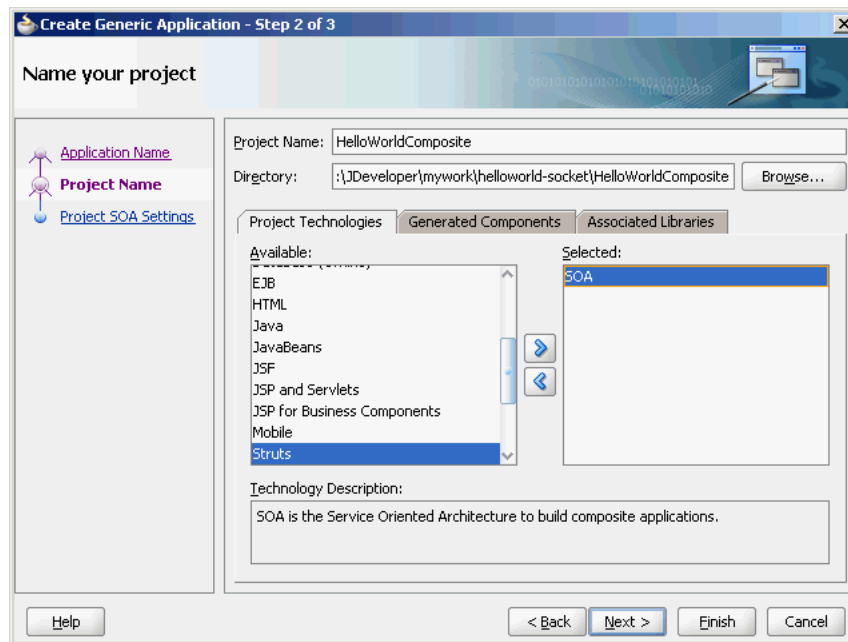 Create Generic Application - Step 2 of 3
Name your project
Application Name
Project Name
Project SOA Settings
Project Name: HelloWorldComposite
Directory: :\JDeveloper\mywork\helloworld-socket\HelloWorldComposite Browse...
Project Technologies Generated Components Associated Libraries
Available: Selected:
EJB SOA
HTML
Java
JavaBeans
JSF
JSP and Servlets
JSP for Business Components
Mobile
Struts
Technology Description:
SOA is the Service Oriented Architecture to build composite applications.
Help < Back Next > Finish Cancel